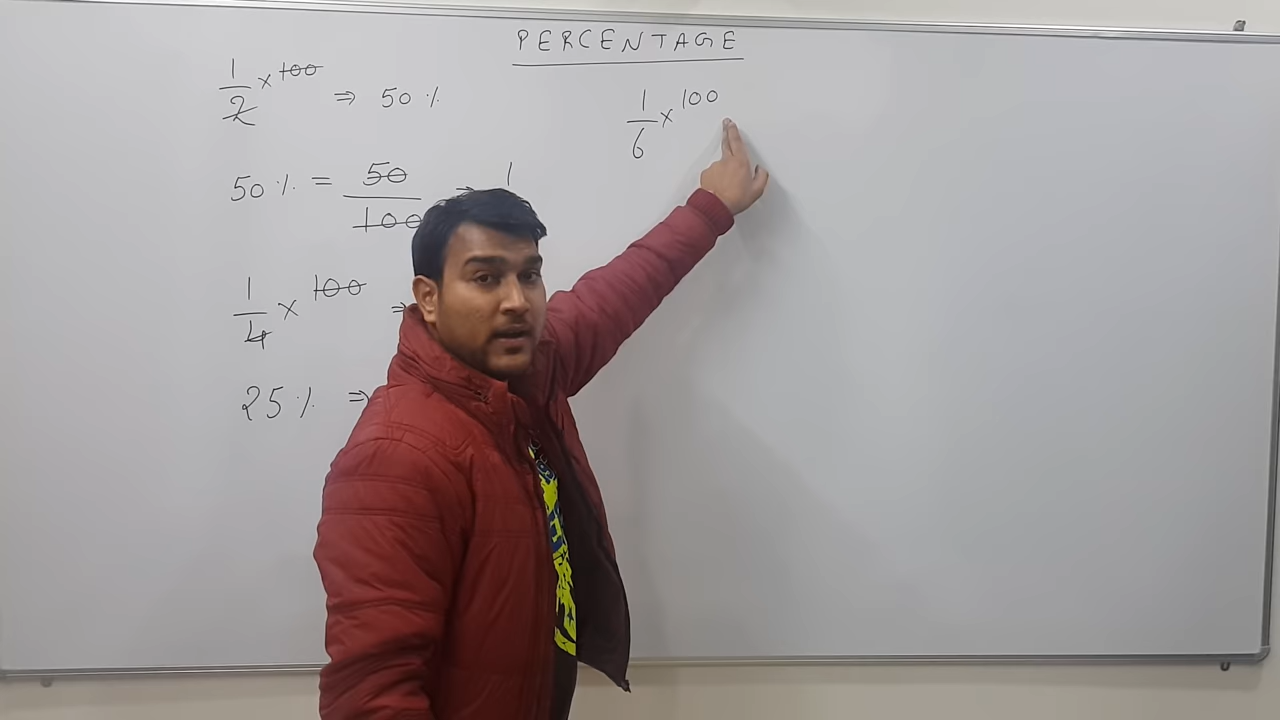 PERCENTAGE
1/2 × 100 ⇒ 50 %
50 % = 50/100 ⇒ 1
1/4 × 100 ⇒
25 % ⇒
1/6 × 100